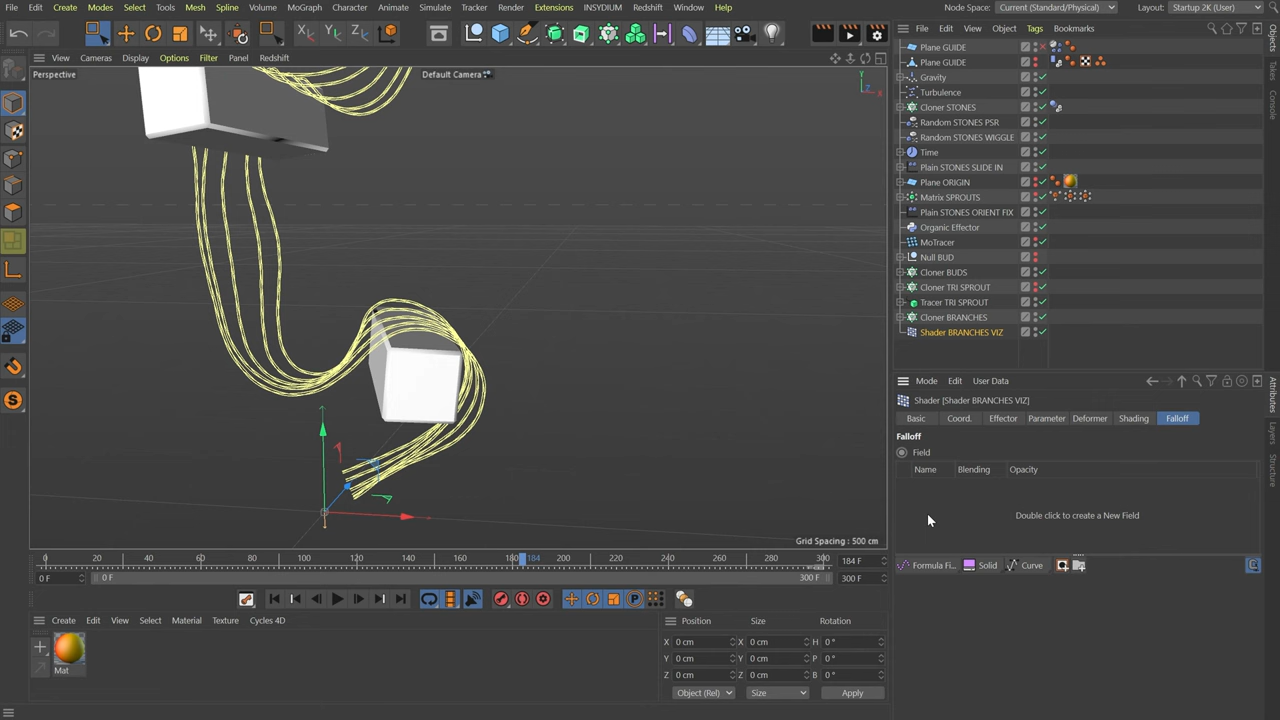 File Create Modes Select Tools Mesh Spline Volume MoGraph Character Animate Simulate Tracker Render Extensions INSYDIUM Redshift Window Help Node Space: Current (Standard/Physical) Layout: Startup 2K (User)
X Y Z
File Edit View Object Tags Bookmarks
View Cameras Display Options Filter Panel Redshift
Perspective
Default Camera
Y
X
Plane GUIDE
Plane GUIDE
Gravity
Turbulence
Cloner STONES
Random STONES PSR
Random STONES WIGGLE
Time
Plain STONES SLIDE IN
Plane ORIGIN
Matrix SPROUTS
Plain STONES ORIENT FIX
Organic Effector
MoTracer
Null BUD
Cloner BUDS
Cloner TRI SPROUT
Tracer TRI SPROUT
Cloner BRANCHES
Shader BRANCHES VIZ
Objects
Takes
Console
Mode Edit User Data
Shader [Shader BRANCHES VIZ]
Basic Coord. Effector Parameter Deformer Shading Falloff
Falloff
Field
Name Blending Opacity
Double click to create a New Field
Formula Fi... Solid Curve
Attributes
Layers
Structure
Grid Spacing : 500 cm
0 20 40 60 80 100 120 140 160 184 200 220 240 260 280 300 184 F
0 F 0 F 300 F 300 F
Create Edit View Select Material Texture Cycles 4D
Mat
Position Size Rotation
X 0 cm X 0 cm H 0 °
Y 0 cm Y 0 cm P 0 °
Z 0 cm Z 0 cm B 0 °
Object (Rel) Size Apply